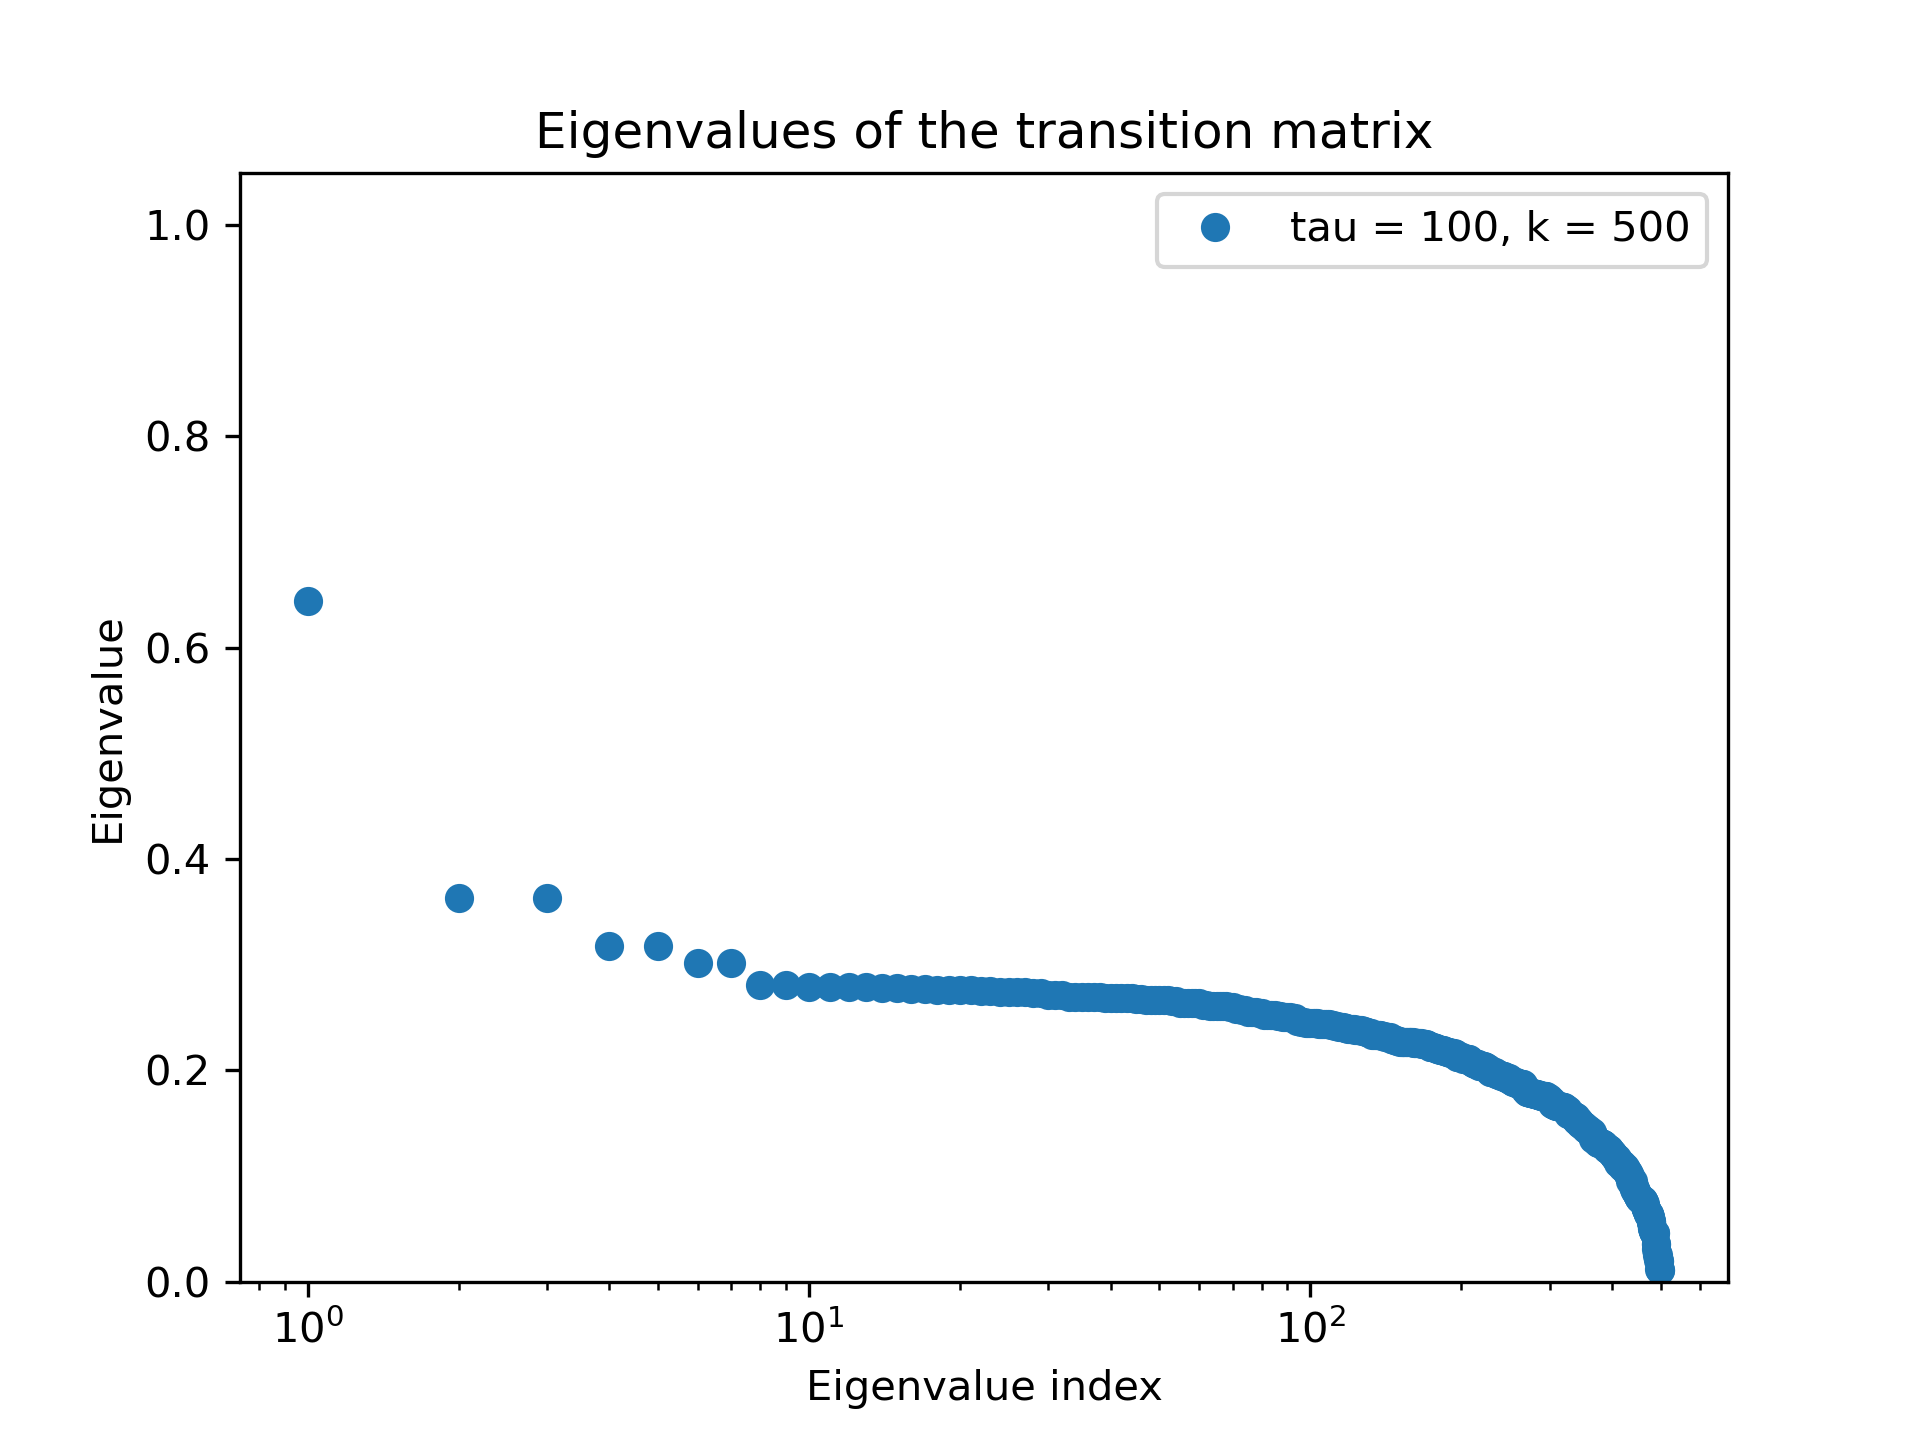 Eigenvalues of the transition matrix
tau = 100, k = 500
1.0
0.8
0.6
0.4
0.2
0.0
Eigenvalue
10⁰
10¹
10²
Eigenvalue index